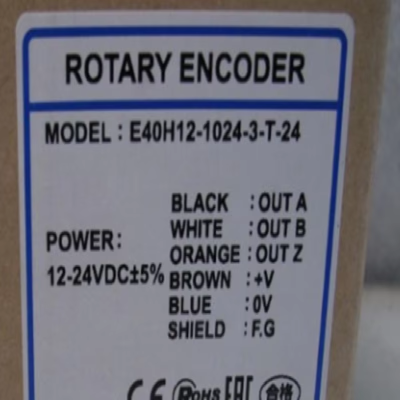 ROTARY ENCODER
MODEL : E40H12-1024-3-T-24
POWER:
12-24VDC±5%
BLACK : OUT A
WHITE : OUT B
ORANGE : OUT Z
BROWN : +V
BLUE : 0V
SHIELD : F.G
CE RoHS EAC 合格